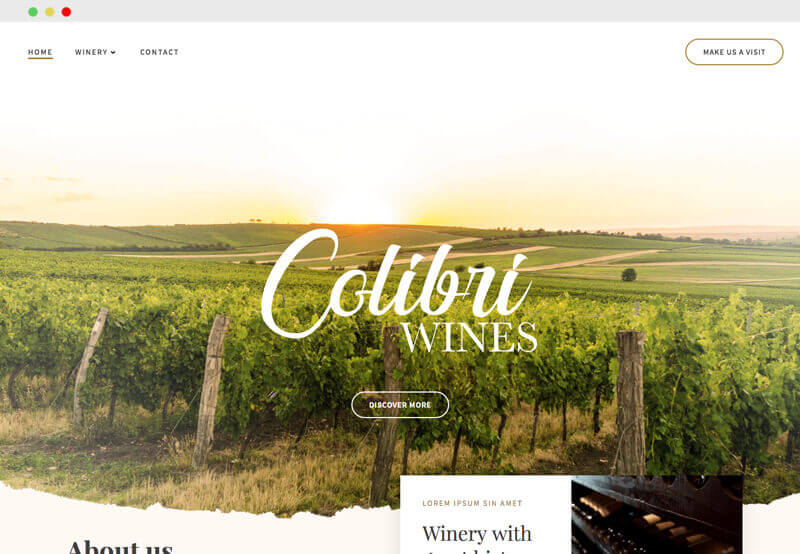 HOME
WINERY
CONTACT
MAKE US A VISIT
Colibri
WINES
DISCOVER MORE
LOREM IPSUM SIN AMET
Winery with
About us